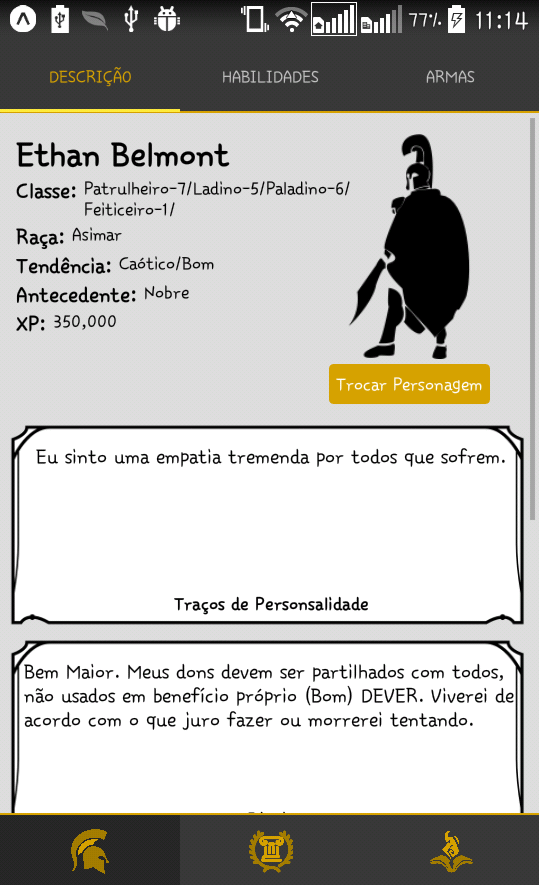 77% 11:14
DESCRIÇÃO HABILIDADES ARMAS
Ethan Belmont
Classe: Patrulheiro-7/Ladino-5/Paladino-6/
Feiticeiro-1/
Raça: Asimar
Tendência: Caótico/Bom
Antecedente: Nobre
XP: 350,000
Trocar Personagem
Eu sinto uma empatia tremenda por todos que sofrem.
Traços de Personsalidade
Bem Maior. Meus dons devem ser partilhados com todos,
não usados em benefício próprio (Bom) DEVER. Viverei de
acordo com o que juro fazer ou morrerei tentando.